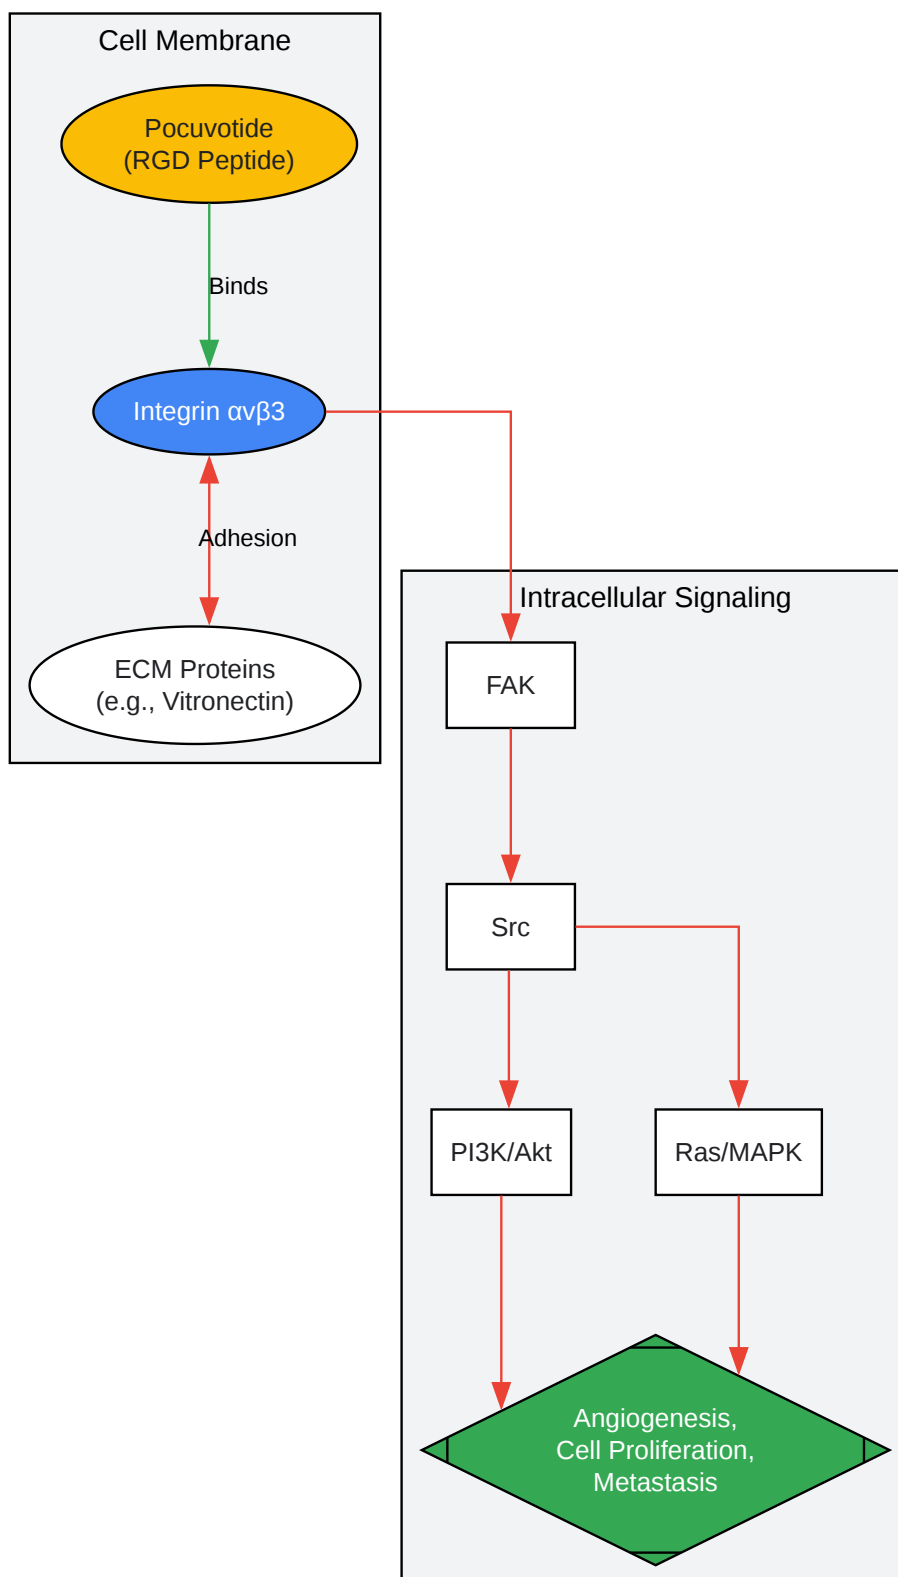 Cell Membrane
Pocuvotide
(RGD Peptide)
Binds
Integrin αvβ3
Adhesion
ECM Proteins
(e.g., Vitronectin)
Intracellular Signaling
FAK
Src
PI3K/Akt
Ras/MAPK
Angiogenesis,
Cell Proliferation,
Metastasis